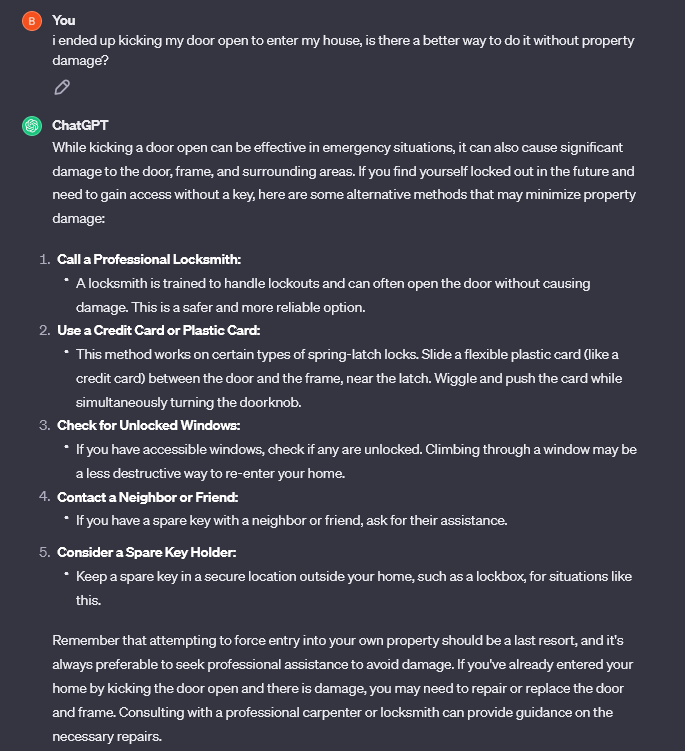 B You
i ended up kicking my door open to enter my house, is there a better way to do it without property
damage?
ChatGPT
While kicking a door open can be effective in emergency situations, it can also cause significant
damage to the door, frame, and surrounding areas. If you find yourself locked out in the future and
need to gain access without a key, here are some alternative methods that may minimize property
damage:
1. Call a Professional Locksmith:
• A locksmith is trained to handle lockouts and can often open the door without causing
damage. This is a safer and more reliable option.
2. Use a Credit Card or Plastic Card:
• This method works on certain types of spring-latch locks. Slide a flexible plastic card (like a
credit card) between the door and the frame, near the latch. Wiggle and push the card while
simultaneously turning the doorknob.
3. Check for Unlocked Windows:
• If you have accessible windows, check if any are unlocked. Climbing through a window may be
a less destructive way to re-enter your home.
4. Contact a Neighbor or Friend:
• If you have a spare key with a neighbor or friend, ask for their assistance.
5. Consider a Spare Key Holder:
• Keep a spare key in a secure location outside your home, such as a lockbox, for situations like
this.
Remember that attempting to force entry into your own property should be a last resort, and it's
always preferable to seek professional assistance to avoid damage. If you've already entered your
home by kicking the door open and there is damage, you may need to repair or replace the door
and frame. Consulting with a professional carpenter or locksmith can provide guidance on the
necessary repairs.